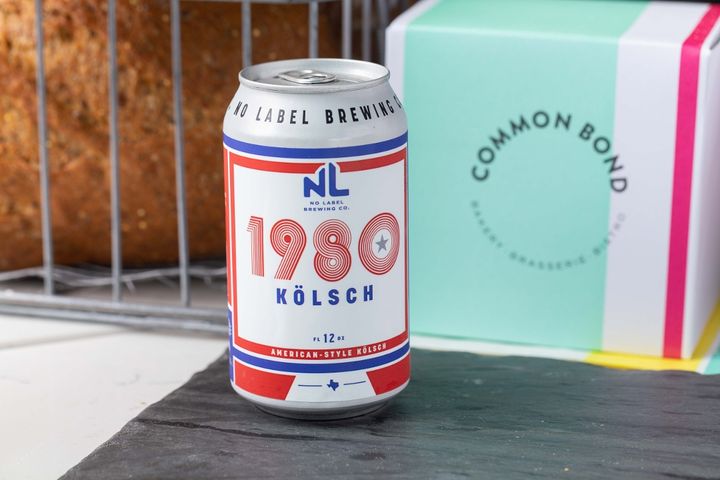 NO LABEL BREWING
NL
NO LABEL
BREWING CO.
1980
KÖLSCH
FL 12 OZ
AMERICAN-STYLE KÖLSCH
COMMON BOND
BAKERY BRASSERIE BISTRO